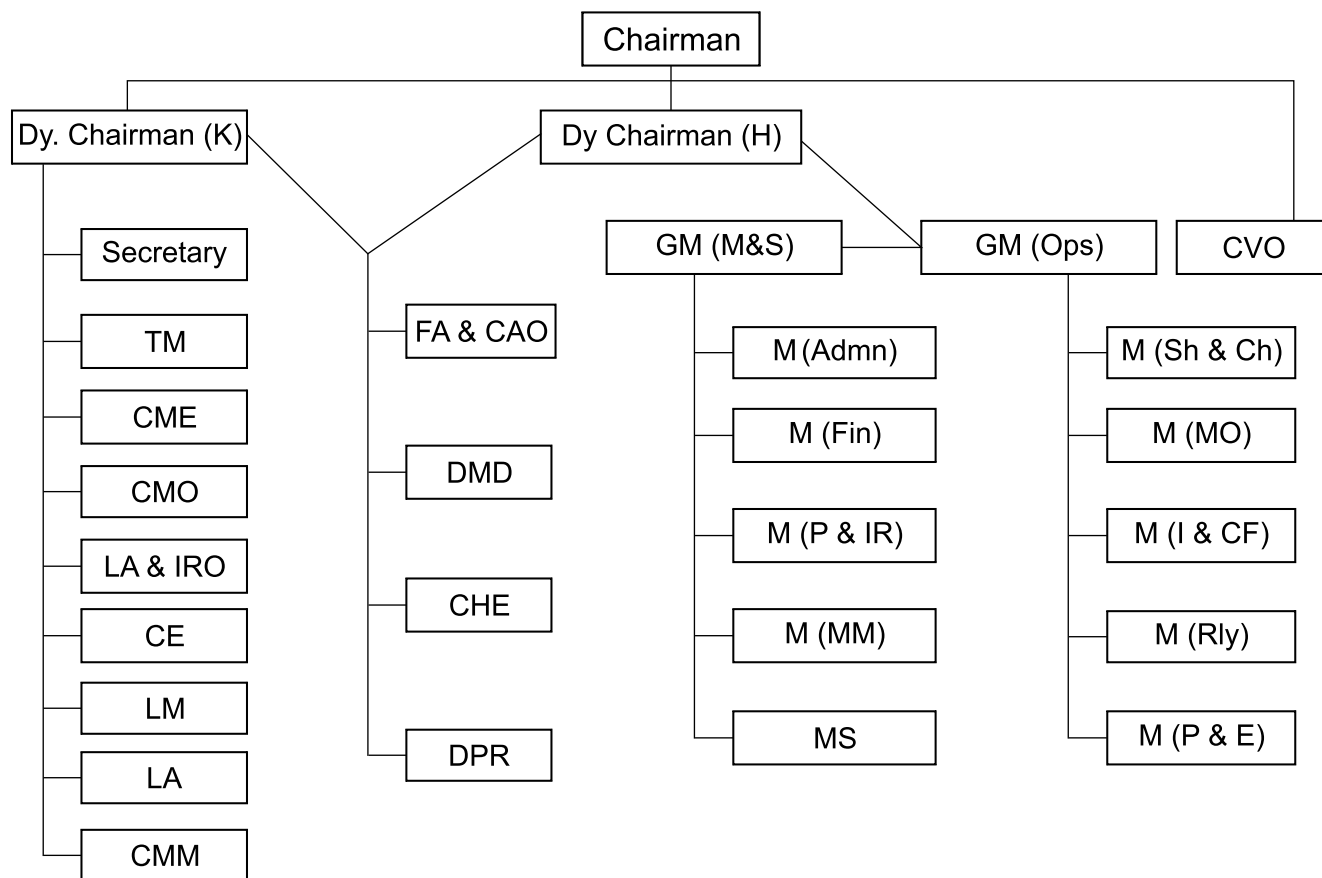 Chairman
Dy. Chairman (K)
Dy Chairman (H)
GM (M&S)
GM (Ops)
CVO
Secretary
TM
CME
CMO
LA & IRO
CE
LM
LA
CMM
FA & CAO
DMD
CHE
DPR
M (Admn)
M (Fin)
M (P & IR)
M (MM)
MS
M (Sh & Ch)
M (MO)
M (I & CF)
M (Rly)
M (P & E)